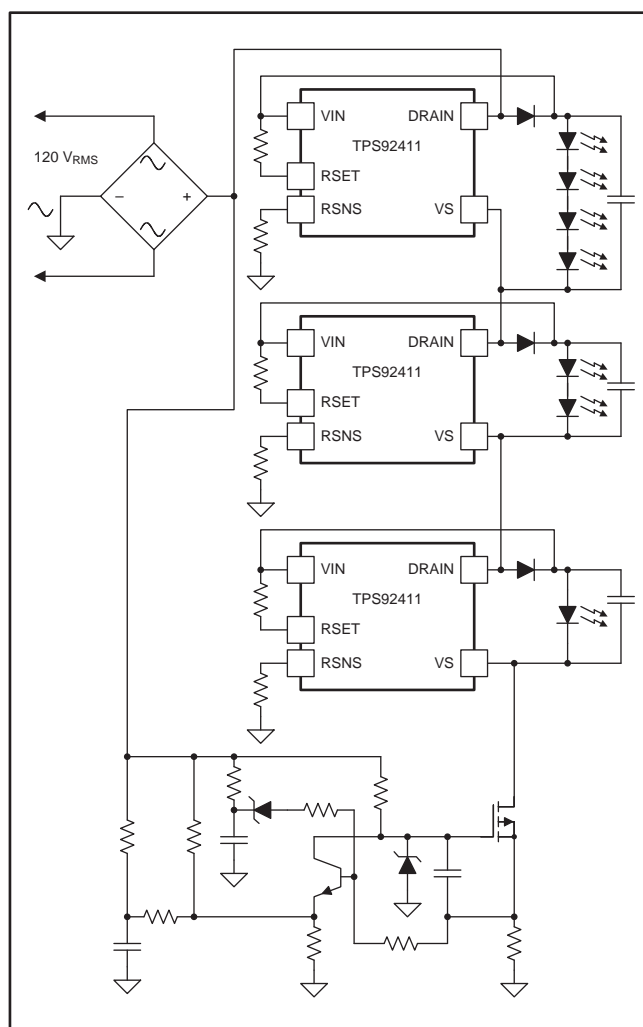 VIN
DRAIN
TPS92411
RSET
RSNS
VS
120 VRMS
−
+
VIN
DRAIN
TPS92411
RSET
RSNS
VS
VIN
DRAIN
TPS92411
RSET
RSNS
VS